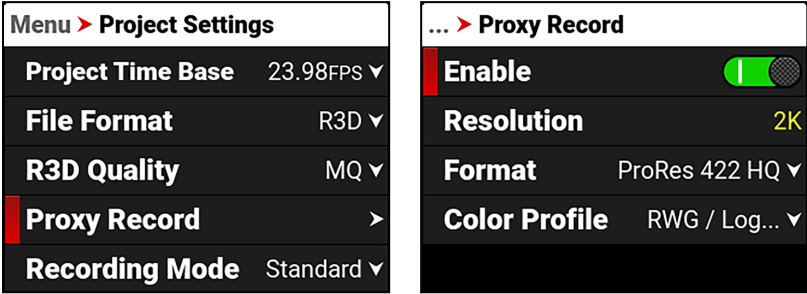 Menu ➤ Project Settings
Project Time Base 23.98FPS
File Format R3D
R3D Quality MQ
Proxy Record
Recording Mode Standard
... ➤ Proxy Record
Enable
Resolution 2K
Format ProRes 422 HQ
Color Profile RWG / Log...